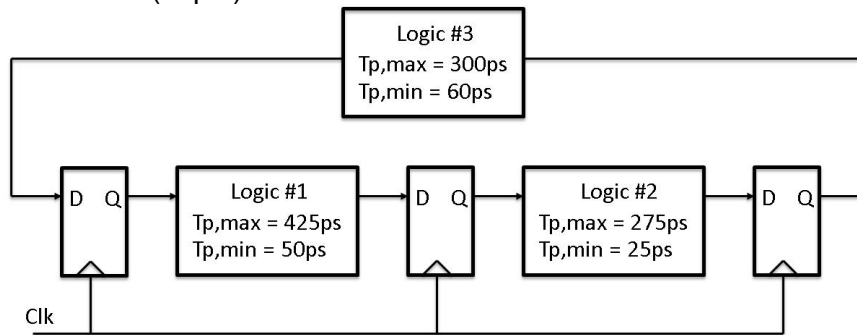 Logic #3
Tp,max = 300ps
Tp,min = 60ps
D Q
Logic #1
Tp,max = 425ps
Tp,min = 50ps
D Q
Logic #2
Tp,max = 275ps
Tp,min = 25ps
D Q
Clk